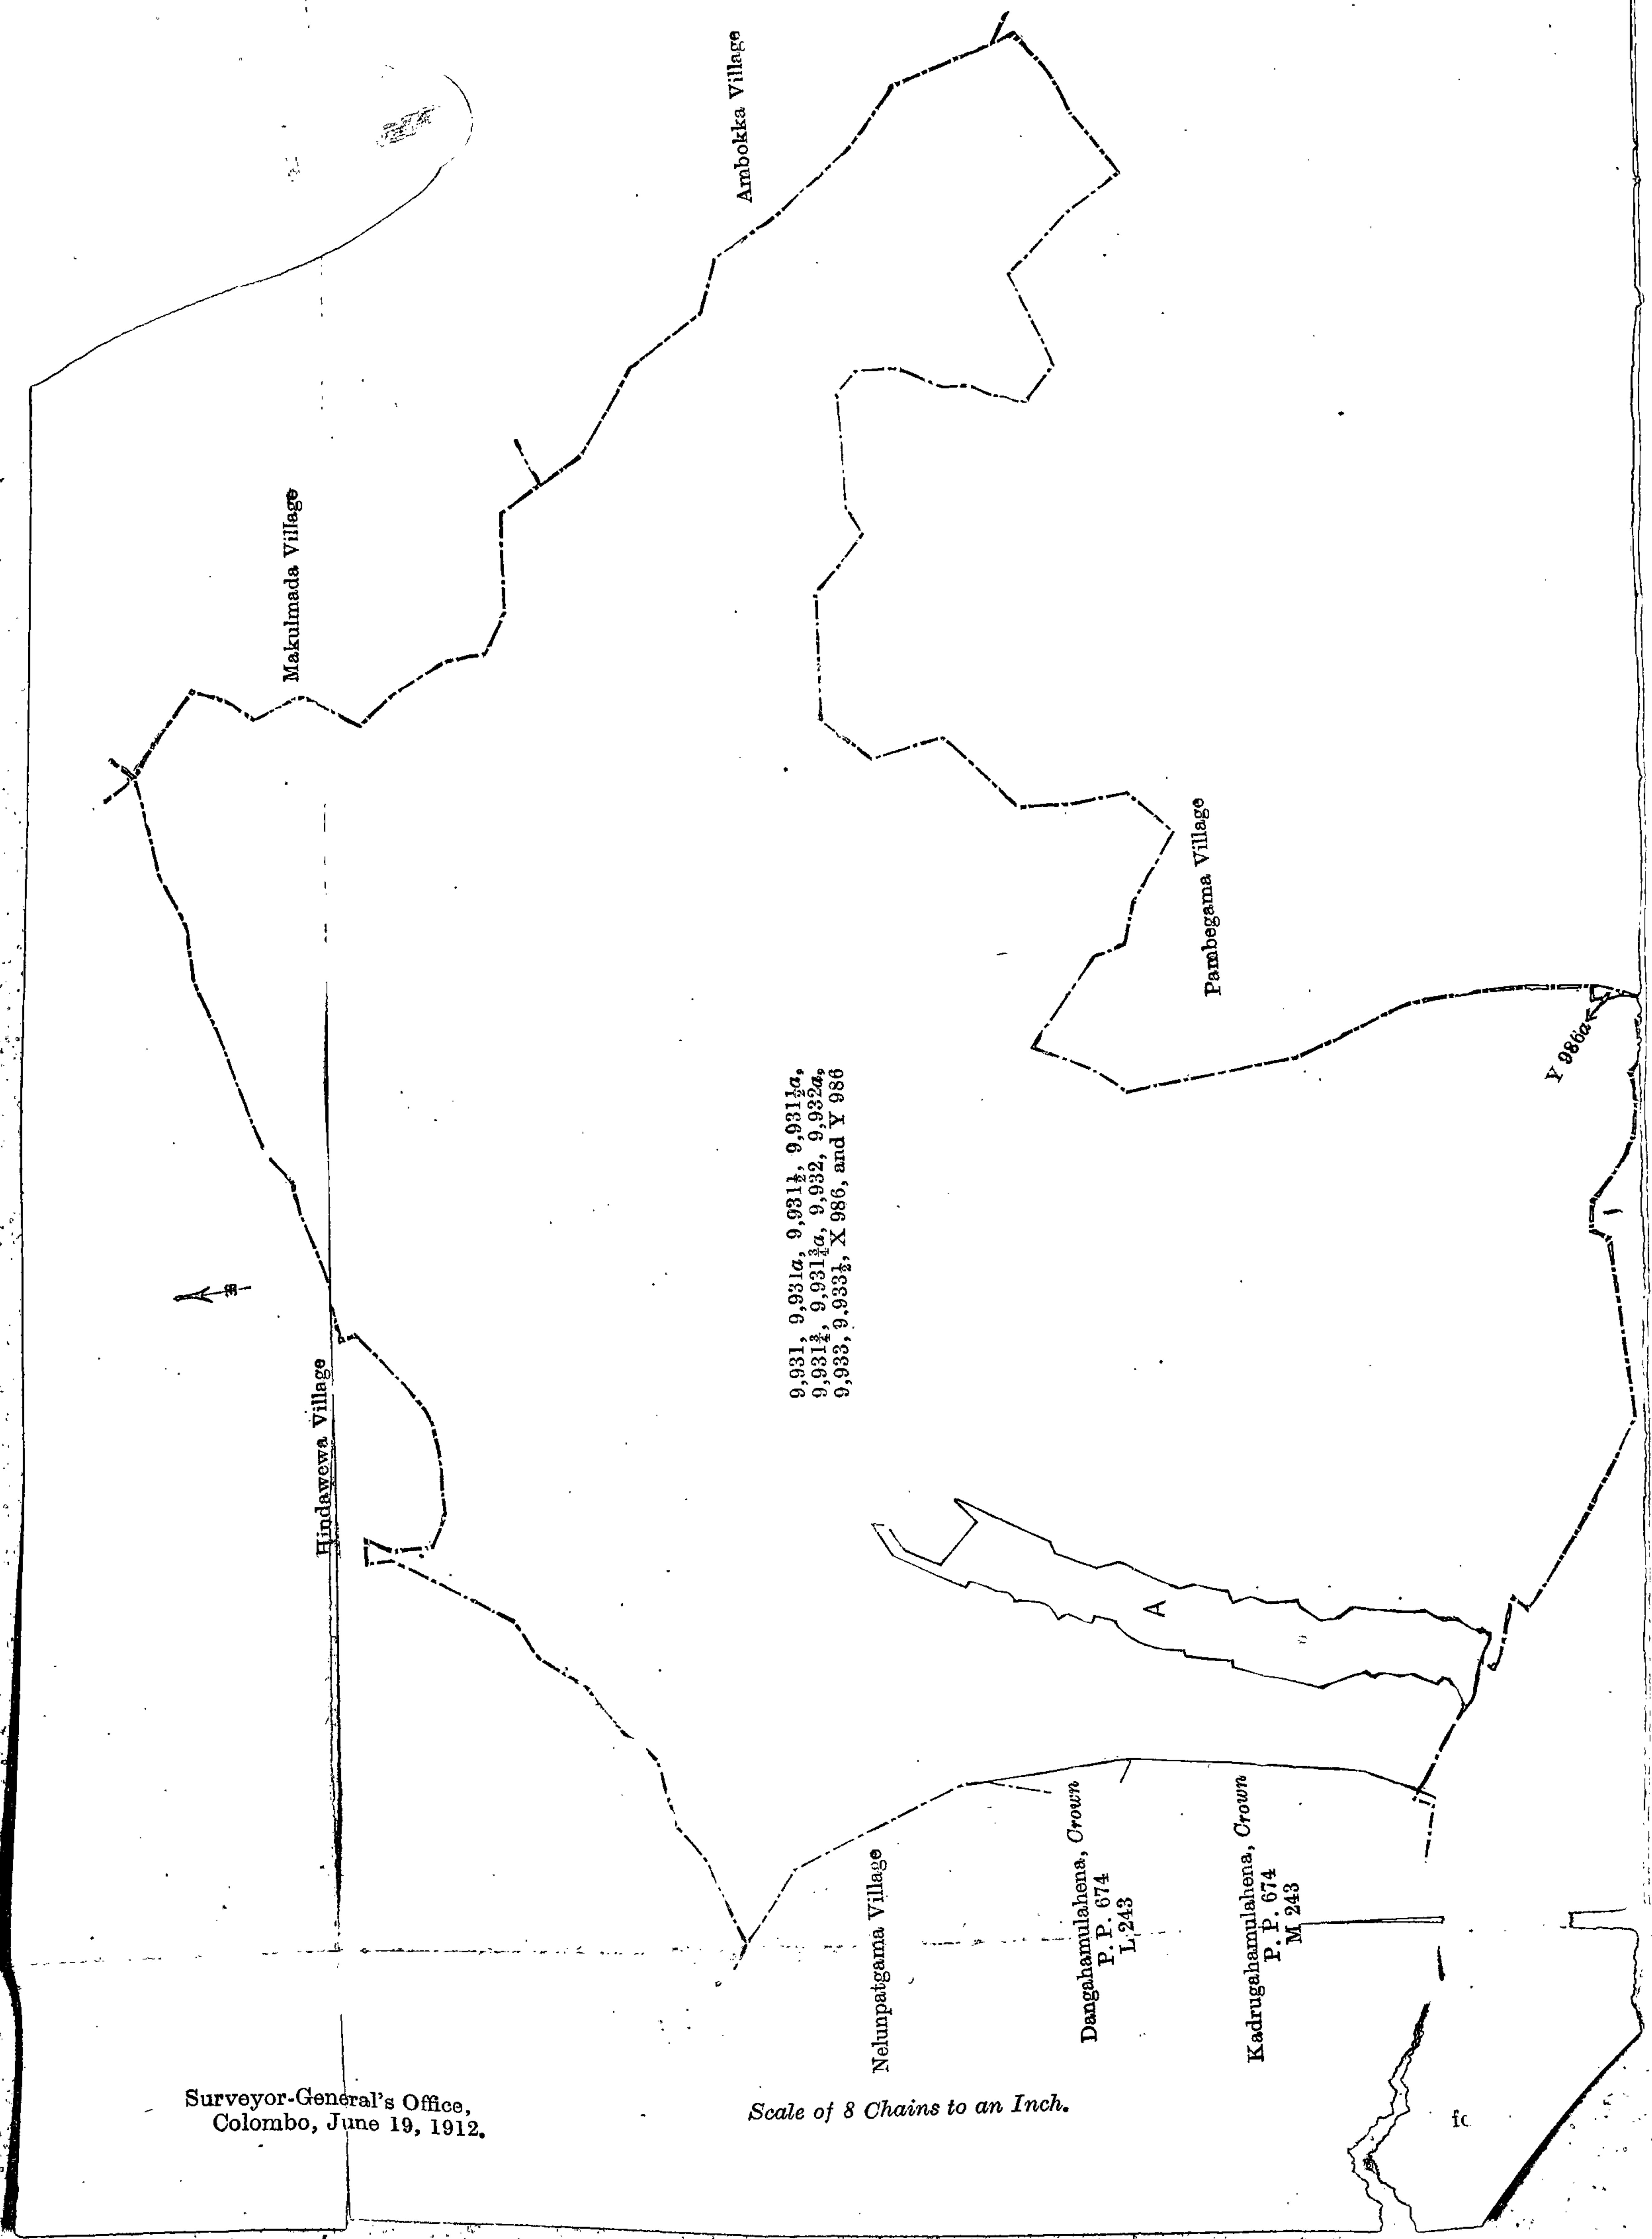 Ambokka Village
Makulmada Village
Pambegama Village
Y 986a
9,931, 9,931a, 9,931½, 9,931½a,
9,931¾, 9,931¾a, 9,932, 9,932a,
9,933, 9.933½, X 986, and Y 986
Hindawewa Village
A
Nelunpatgama Village
Dangahamulahena, Crown
P. P. 674
L 243
Kadrugahamulahena, Crown
P. P. 674
M 243
Surveyor-General's Office,
Colombo, June 19, 1912.
Scale of 8 Chains to an Inch.